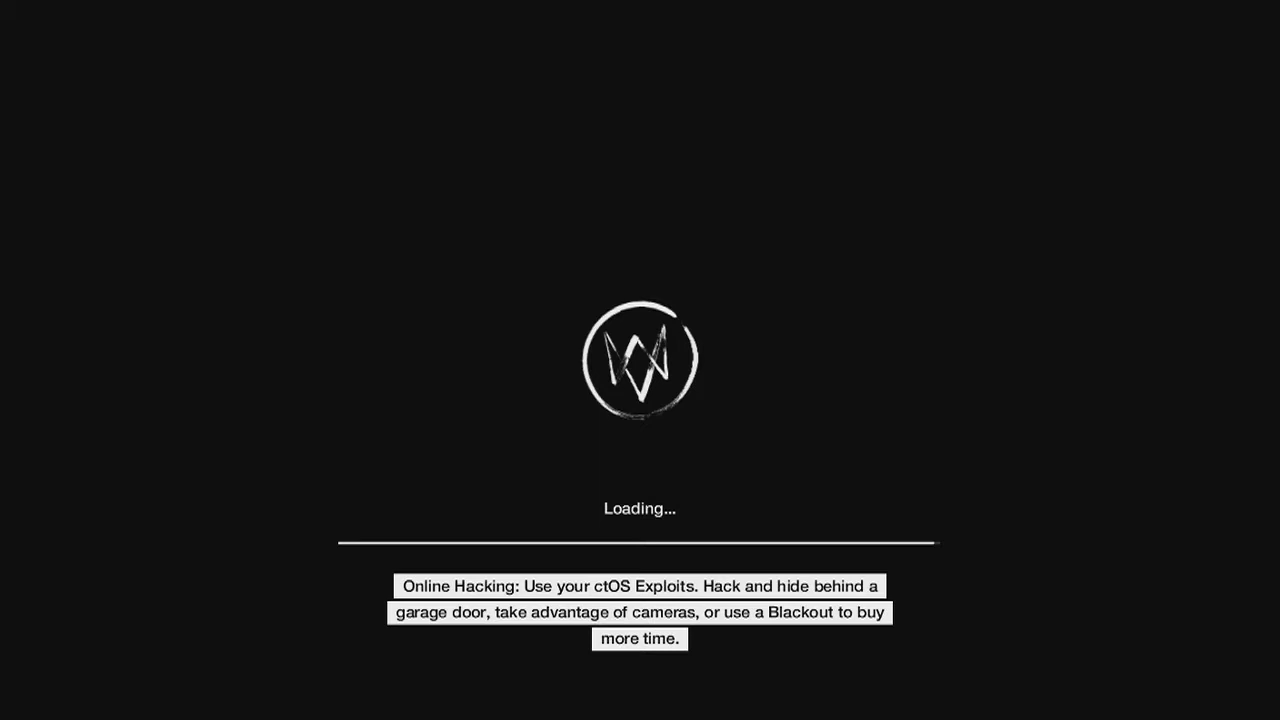 Loading...
Online Hacking: Use your ctOS Exploits. Hack and hide behind a
garage door, take advantage of cameras, or use a Blackout to buy
more time.